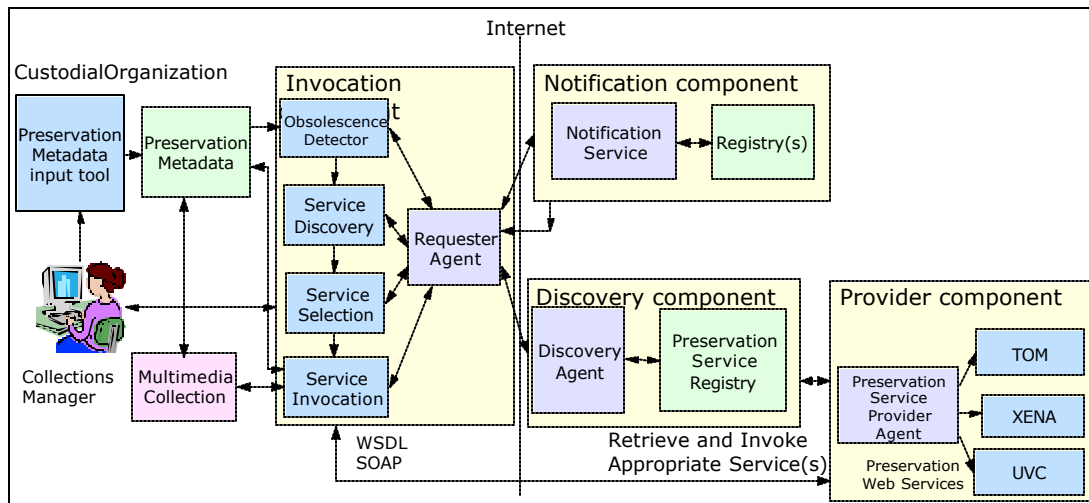 Internet
CustodialOrganization
Preservation
Metadata
input tool
Preservation
Metadata
Collections
Manager
Multimedia
Collection
Invocation
Obsolescence
Detector
Service
Discovery
Service
Selection
Service
Invocation
Requester
Agent
WSDL
SOAP
Notification component
Notification
Service
Registry(s)
Discovery component
Discovery
Agent
Preservation
Service
Registry
Retrieve and Invoke
Appropriate Service(s)
Provider component
Preservation
Service
Provider
Agent
TOM
XENA
UVC
Preservation
Web Services